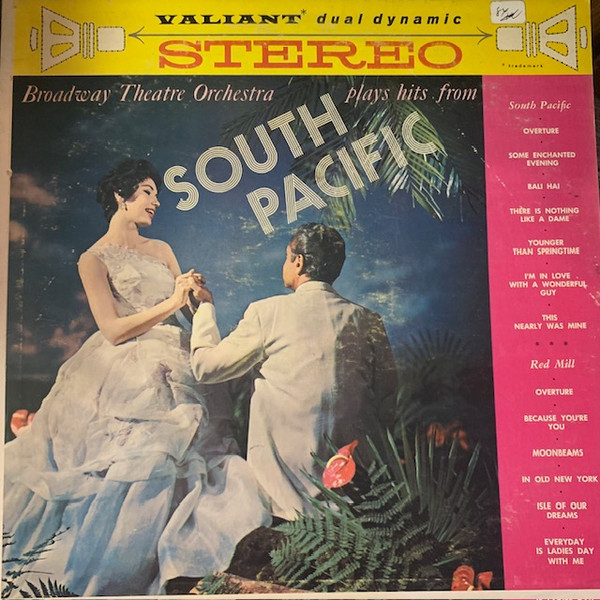 VALIANT* dual dynamic
STEREO
* trademark
Broadway Theatre Orchestra plays hits from
SOUTH
PACIFIC
South Pacific
OVERTURE
SOME ENCHANTED
EVENING
BALI HAI
THERE IS NOTHING
LIKE A DAME
YOUNGER
THAN SPRINGTIME
I'M IN LOVE
WITH A WONDERFUL
GUY
THIS
NEARLY WAS MINE
* * *
Red Mill
OVERTURE
BECAUSE YOU'RE
YOU
MOONBEAMS
IN OLD NEW YORK
ISLE OF OUR
DREAMS
EVERYDAY
IS LADIES DAY
WITH ME